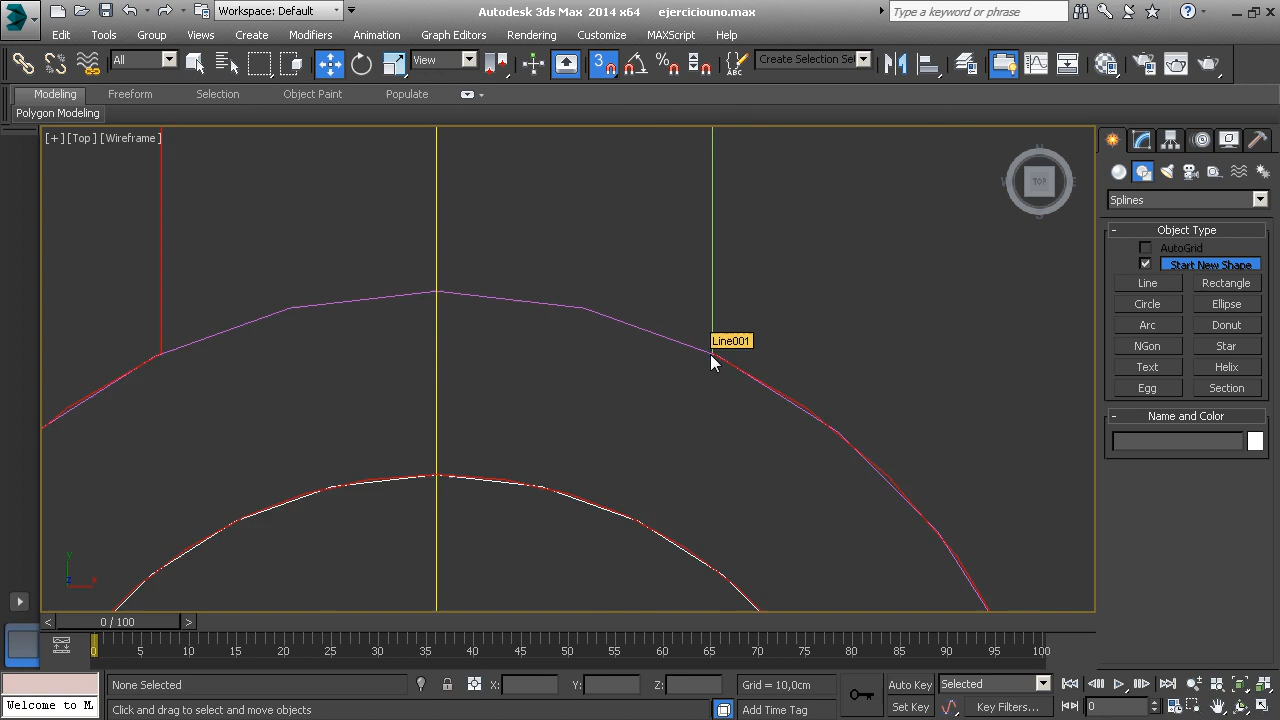 Autodesk 3ds Max 2014 x64 ejercicinono.max
Workspace: Default
Type a keyword or phrase
Edit Tools Group Views Create Modifiers Animation Graph Editors Rendering Customize MAXScript Help
All
View
3
Create Selection Se
Modeling Freeform Selection Object Paint Populate
Polygon Modeling
[+] [Top] [Wireframe]
N
TOP
S
Splines
- Object Type
AutoGrid
Start New Shape
Line Rectangle
Circle Ellipse
Arc Donut
NGon Star
Text Helix
Egg Section
- Name and Color
Line001
y
z x
< 0 / 100 >
0 5 10 15 20 25 30 35 40 45 50 55 60 65 70 75 80 85 90 95 100
None Selected X: Y: Z: Grid = 10,0cm Auto Key Selected
Welcome to M. Click and drag to select and move objects Add Time Tag Set Key Key Filters... 0